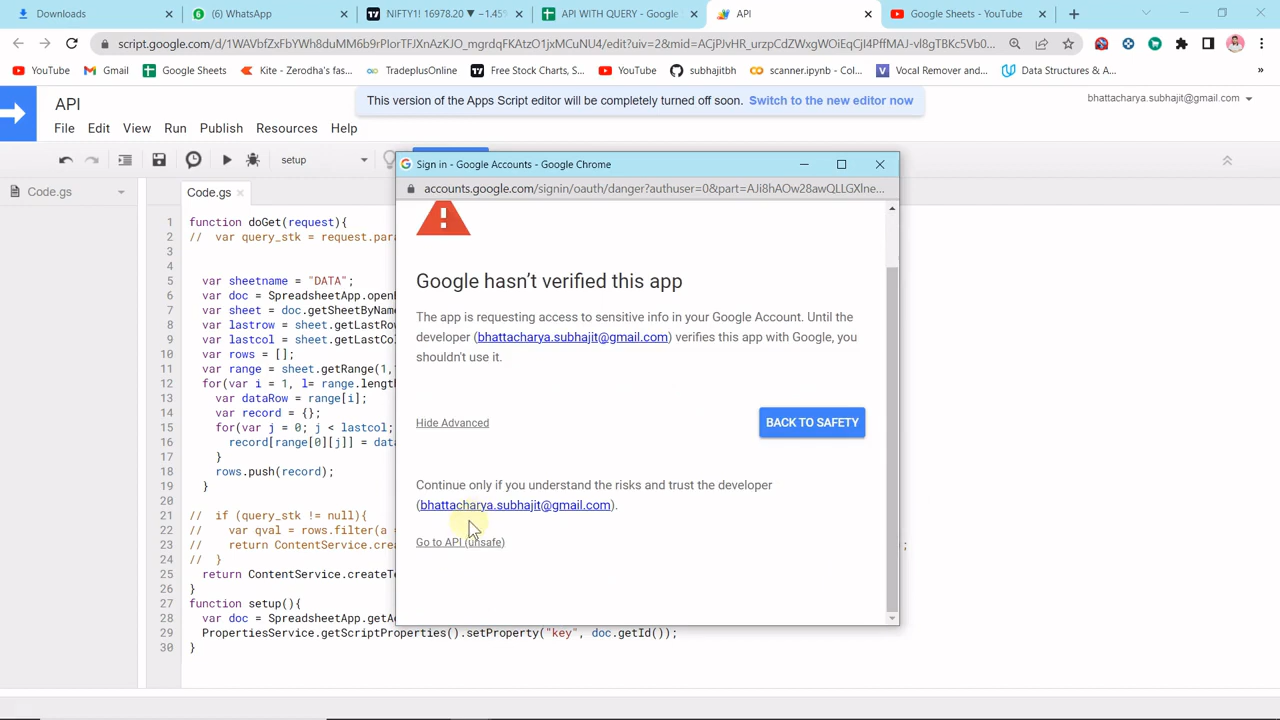 Downloads
(6) WhatsApp
NIFTY1! 16978.20 ▼ −1.45%
API WITH QUERY - Google S
API
Google Sheets - YouTube
script.google.com/d/
YouTube
Gmail
Google Sheets
Kite - Zerodha's fas...
TradeplusOnline
Free Stock Charts, S...
YouTube
subhajitbh
scanner.ipynb - Col...
Vocal Remover and...
Data Structures & A...
»
API
This version of the Apps Script editor will be completely turned off soon. Switch to the new editor now
bhattacharya.subhajit@gmail.com
File Edit View Run Publish Resources Help
setup
Code.gs
Code.gs
Sign in - Google Accounts - Google Chrome
accounts.google.com/signin/oauth/danger?authuser=0&part=
Google hasn't verified this app
The app is requesting access to sensitive info in your Google Account. Until the
developer (bhattacharya.subhajit@gmail.com) verifies this app with Google, you
shouldn't use it.
Hide Advanced
BACK TO SAFETY
Continue only if you understand the risks and trust the developer
(bhattacharya.subhajit@gmail.com).
Go to API (unsafe)
1 function doGet(request){
2 // var query_stk = request.para
3
4
5 var sheetname = "DATA";
6 var doc = SpreadsheetApp.open
7 var sheet = doc.getSheetByName
8 var lastrow = sheet.getLastRo
9 var lastcol = sheet.getLastCo
10 var rows = [];
11 var range = sheet.getRange(1,
12 for(var i = 1, l= range.length
13 var dataRow = range[i];
14 var record = {};
15 for(var j = 0; j < lastcol;
16 record[range[0][j]] = dat
17 }
18 rows.push(record);
19 }
20
21 // if (query_stk != null){
22 // var qval = rows.filter(a =
23 // return ContentService.crea ;
24 // }
25 return ContentService.createTe
26 }
27 function setup(){
28 var doc = SpreadsheetApp.getA
29 PropertiesService.getScriptProperties().setProperty("key", doc.getId());
30 }